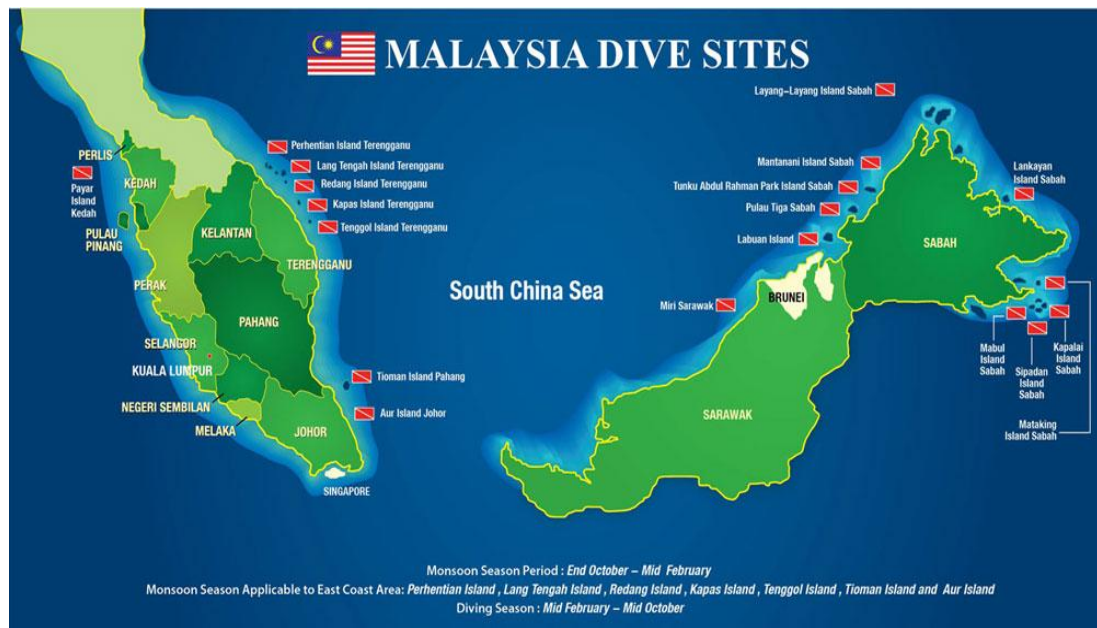 MALAYSIA DIVE SITES
Layang-Layang Island Sabah
Perhentian Island Terengganu
Lang Tengah Island Terengganu
Redang Island Terengganu
Kapas Island Terengganu
Tenggol Island Terengganu
PERLIS
KEDAH
Payar
Island
Kedah
PULAU
PINANG
KELANTAN
TERENGGANU
PERAK
PAHANG
SELANGOR
KUALA LUMPUR
NEGERI SEMBILAN
MELAKA
JOHOR
SINGAPORE
Tioman Island Pahang
Aur Island Johor
South China Sea
Mantanani Island Sabah
Tunku Abdul Rahman Park Island Sabah
Pulau Tiga Sabah
Labuan Island
Miri Sarawak
Lankayan
Island Sabah
SABAH
BRUNEI
SARAWAK
Mabul
Island
Sabah
Sipadan
Island
Sabah
Kapalai
Island
Sabah
Mataking
Island Sabah
Monsoon Season Period : End October – Mid February
Monsoon Season Applicable to East Coast Area: Perhentian Island , Lang Tengah Island , Redang Island , Kapas Island , Tenggol Island , Tioman Island and Aur Island
Diving Season : Mid February – Mid October